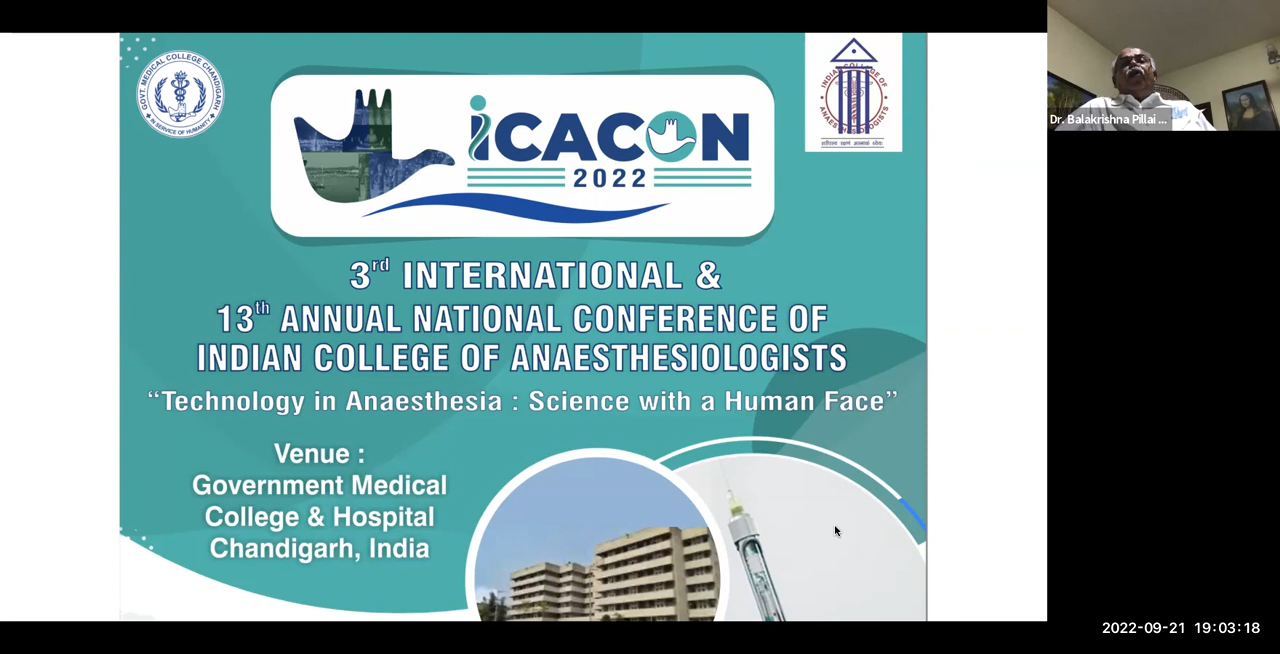 GOVT. MEDICAL COLLEGE CHANDIGARH
IN SERVICE OF HUMANITY
iCACON
2022
INDIAN COLLEGE OF
ANAESTHESIOLOGISTS
3rd INTERNATIONAL &
13th ANNUAL NATIONAL CONFERENCE OF
INDIAN COLLEGE OF ANAESTHESIOLOGISTS
“Technology in Anaesthesia : Science with a Human Face”
Venue :
Government Medical
College & Hospital
Chandigarh, India
Dr. Balakrishna Pillai ...
2022-09-21 19:03:18